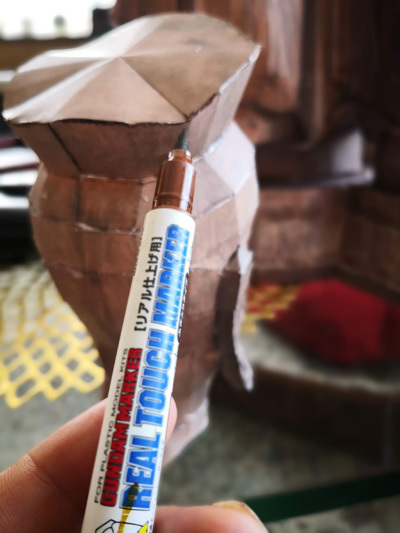 [リアル仕上げ用]
REAL TOUCH MARKER
GUNDAM MARKER
FOR PLASTIC MODEL KITS